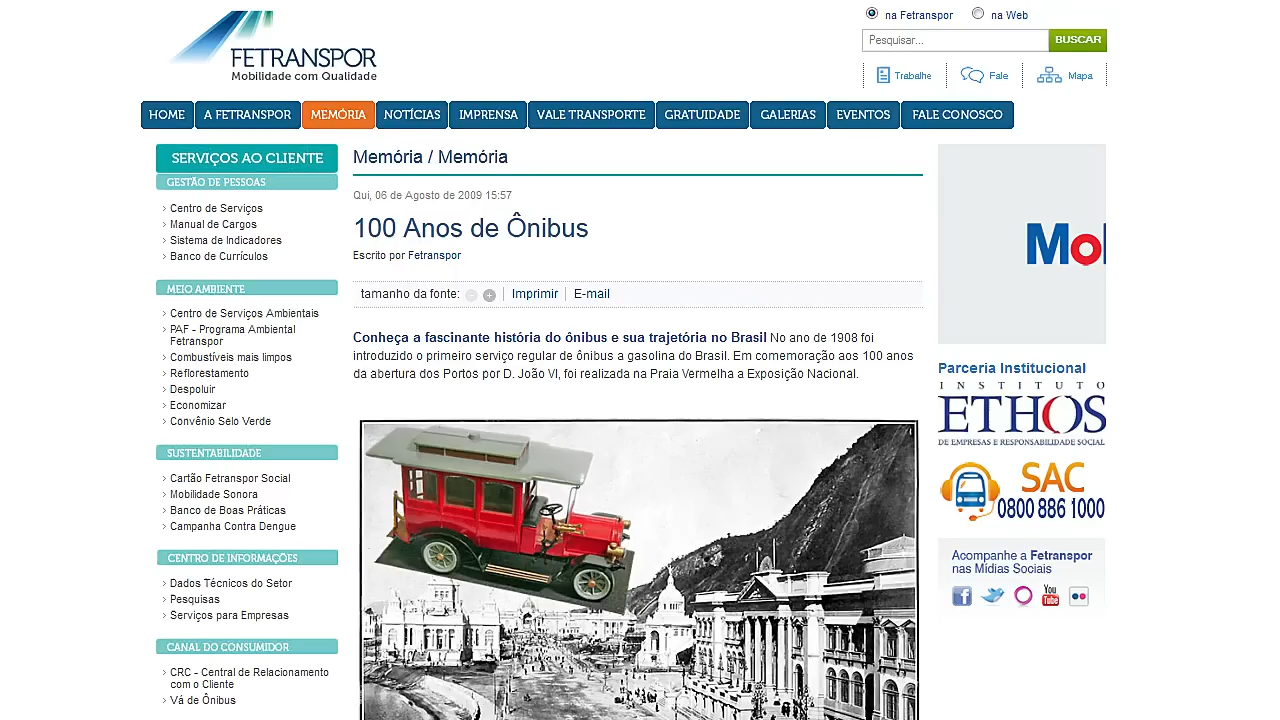 FETRANSPOR
Mobilidade com Qualidade
na Fetranspor na Web
Pesquisar... BUSCAR
Trabalhe Fale Mapa
HOME A FETRANSPOR MEMÓRIA NOTÍCIAS IMPRENSA VALE TRANSPORTE GRATUIDADE GALERIAS EVENTOS FALE CONOSCO
SERVIÇOS AO CLIENTE
GESTÃO DE PESSOAS
Centro de Serviços
Manual de Cargos
Sistema de Indicadores
Banco de Currículos
MEIO AMBIENTE
Centro de Serviços Ambientais
PAF - Programa Ambiental
Fetranspor
Combustíveis mais limpos
Reflorestamento
Despoluir
Economizar
Convênio Selo Verde
SUSTENTABILIDADE
Cartão Fetranspor Social
Mobilidade Sonora
Banco de Boas Práticas
Campanha Contra Dengue
CENTRO DE INFORMAÇÕES
Dados Técnicos do Setor
Pesquisas
Serviços para Empresas
CANAL DO CONSUMIDOR
CRC - Central de Relacionamento
com o Cliente
Vá de Ônibus
Memória / Memória
Qui, 06 de Agosto de 2009 15:57
100 Anos de Ônibus
Escrito por Fetranspor
tamanho da fonte: Imprimir E-mail
Conheça a fascinante história do ônibus e sua trajetória no Brasil No ano de 1908 foi
introduzido o primeiro serviço regular de ônibus a gasolina do Brasil. Em comemoração aos 100 anos
da abertura dos Portos por D. João VI, foi realizada na Praia Vermelha a Exposição Nacional.
Mo
Parceria Institucional
INSTITUTO
ETHOS
DE EMPRESAS E RESPONSABILIDADE SOCIAL
SAC
0800 886 1000
Acompanhe a Fetranspor
nas Mídias Sociais
You
Tube